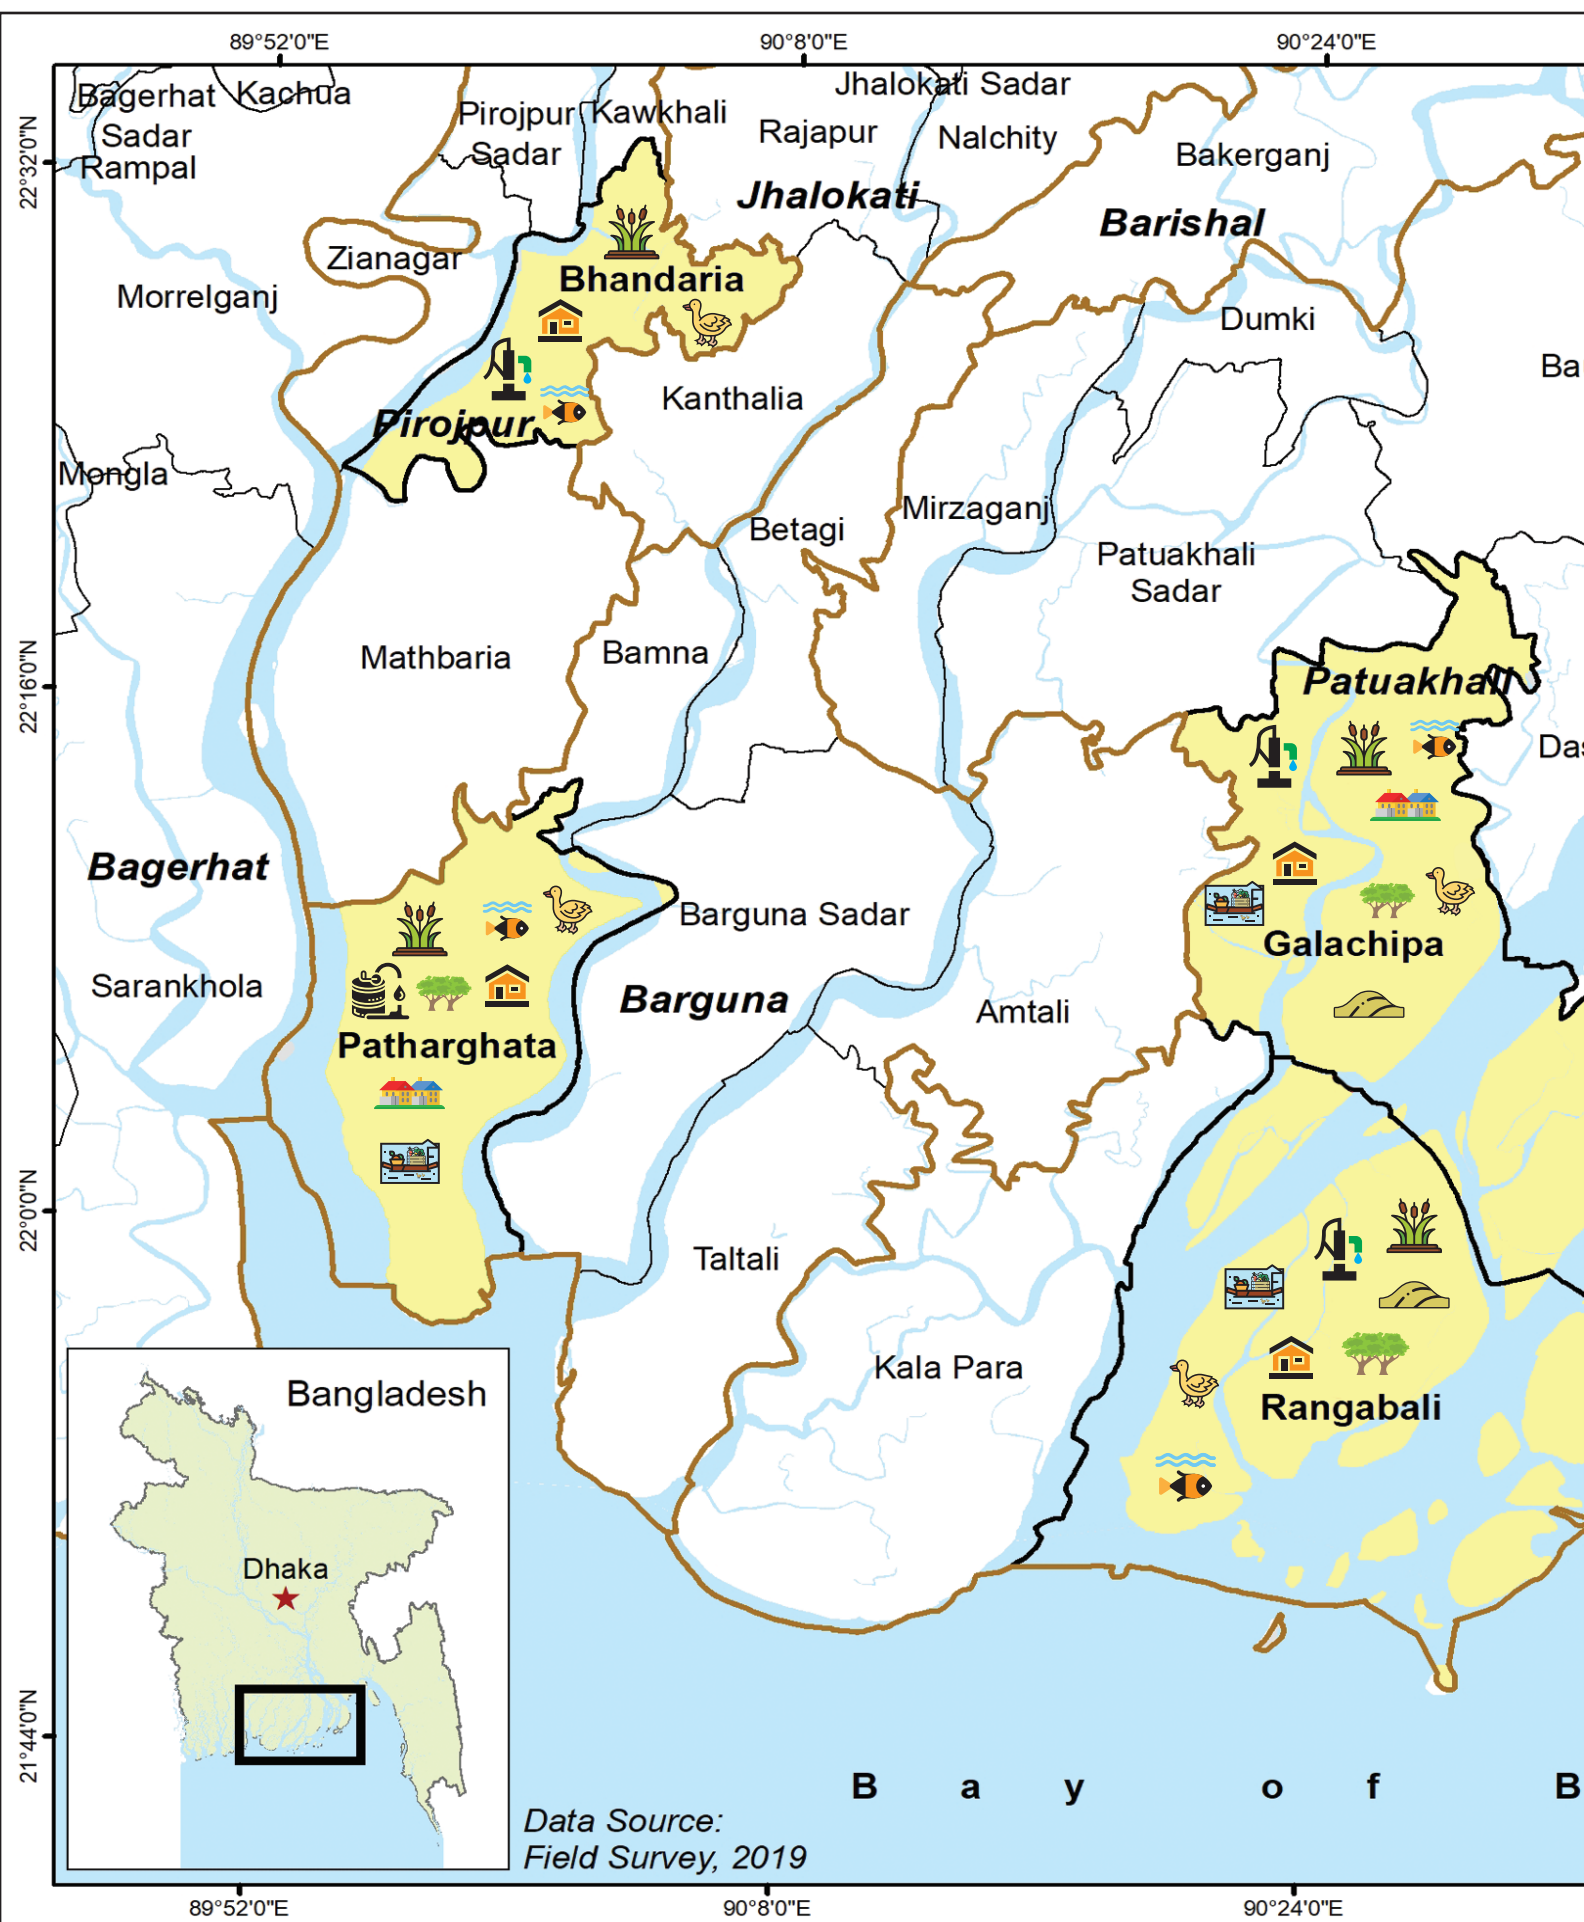 89°52'0"E
90°8'0"E
90°24'0"E
22°32'0"N
22°16'0"N
22°0'0"N
21°44'0"N
Bagerhat
Sadar
Kachua
Rampal
Pirojpur
Sadar
Kawkhali
Jhalokati Sadar
Rajapur
Nalchity
Bakerganj
Jhalokati
Barishal
Zianagar
Morrelganj
Bhandaria
Dumki
Kanthalia
Pirojpur
Mongla
Betagi
Mirzaganj
Patuakhali
Sadar
Mathbaria
Bamna
Patuakhali
Bagerhat
Barguna Sadar
Galachipa
Sarankhola
Barguna
Amtali
Patharghata
Taltali
Kala Para
Rangabali
Bangladesh
Dhaka
B a y o f B
Data Source:
Field Survey, 2019
89°52'0"E
90°8'0"E
90°24'0"E